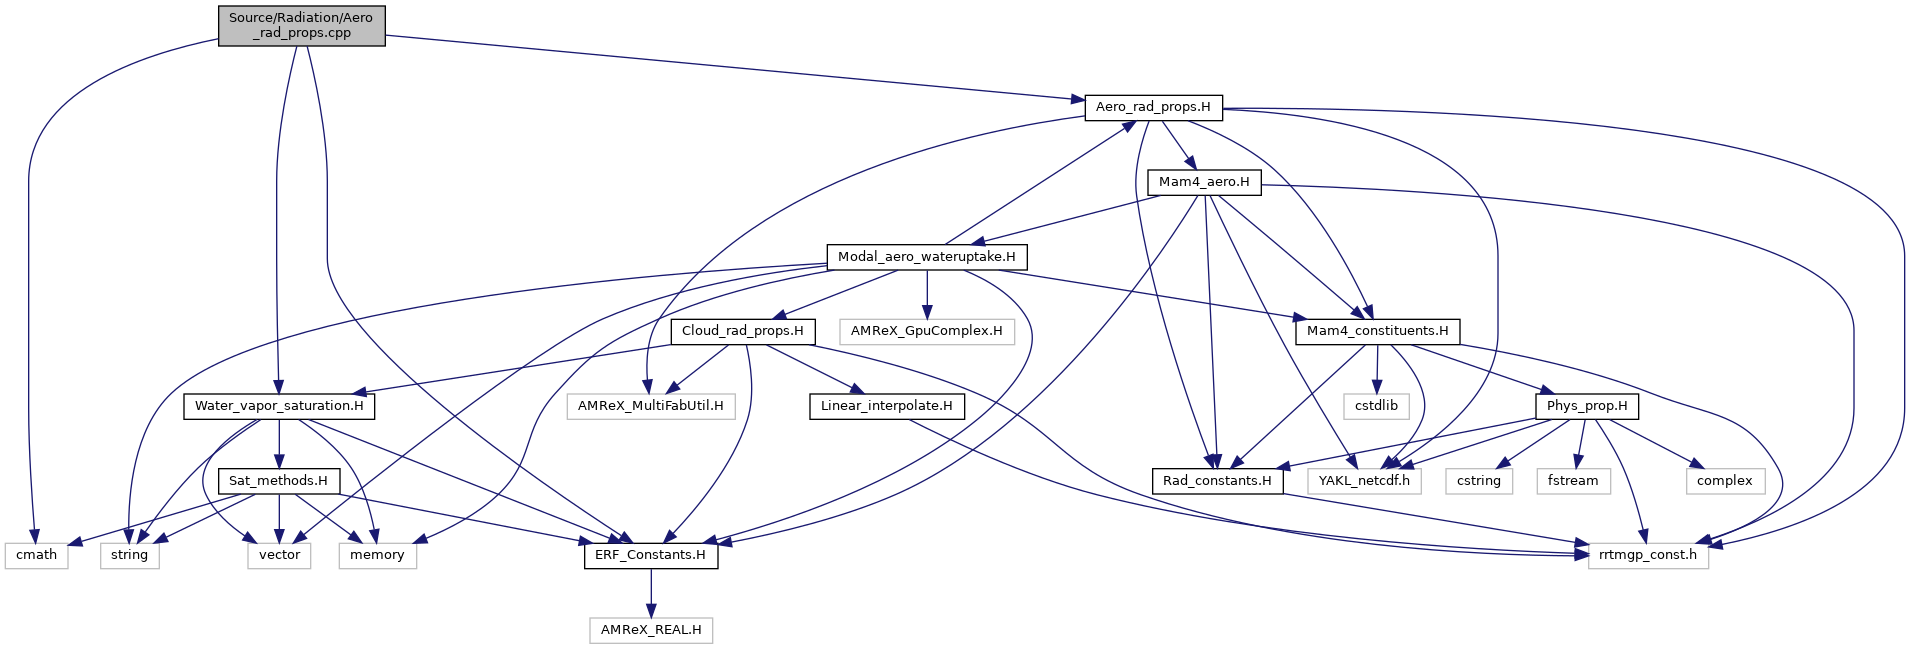 Source/Radiation/Aero
_rad_props.cpp
Aero_rad_props.H
Mam4_aero.H
Modal_aero_wateruptake.H
Cloud_rad_props.H
AMReX_GpuComplex.H
Mam4_constituents.H
Water_vapor_saturation.H
AMReX_MultiFabUtil.H
Linear_interpolate.H
cstdlib
Phys_prop.H
Sat_methods.H
Rad_constants.H
YAKL_netcdf.h
cstring
fstream
complex
cmath
string
vector
memory
ERF_Constants.H
rrtmgp_const.h
AMReX_REAL.H